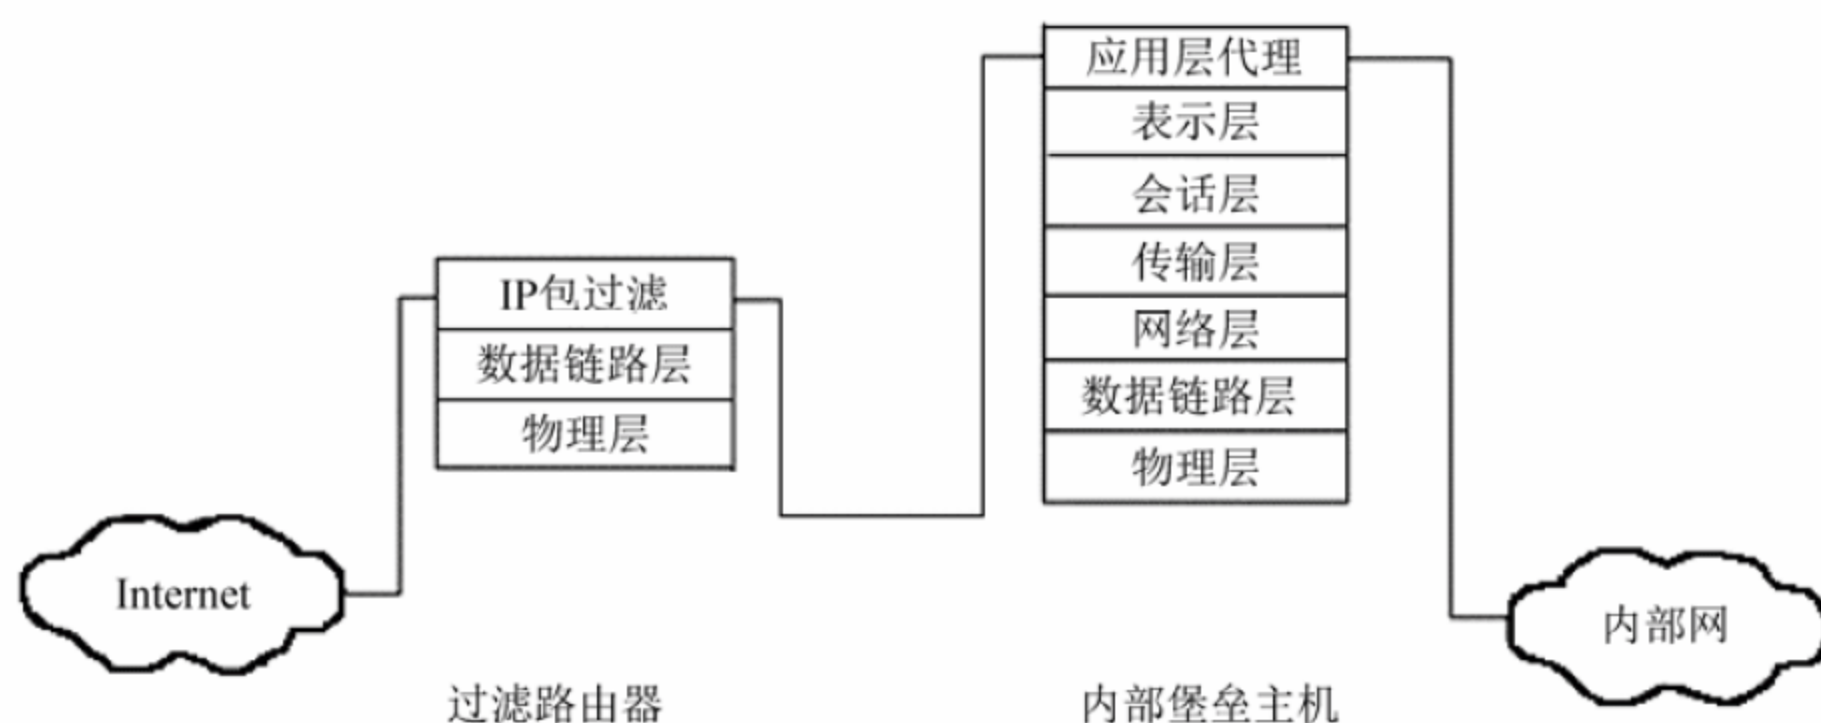 Internet
IP包过滤
数据链路层
物理层
过滤路由器
应用层代理
表示层
会话层
传输层
网络层
数据链路层
物理层
内部堡垒主机
内部网